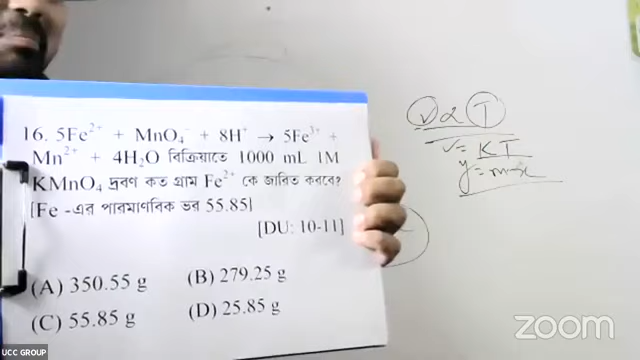 16. 5Fe²⁺ + MnO₄⁻ + 8H⁺ → 5Fe³⁺ +
Mn²⁺ + 4H₂O বিক্রিয়াতে 1000 mL 1M
KMnO₄ দ্রবণ কত গ্রাম Fe²⁺ কে জারিত করবে?
[Fe -এর পারমাণবিক ভর 55.85]
[DU: 10-11]
(A) 350.55 g (B) 279.25 g
(C) 55.85 g (D) 25.85 g
V ∝ T
V = KT
y = mx
zoom
UCC GROUP